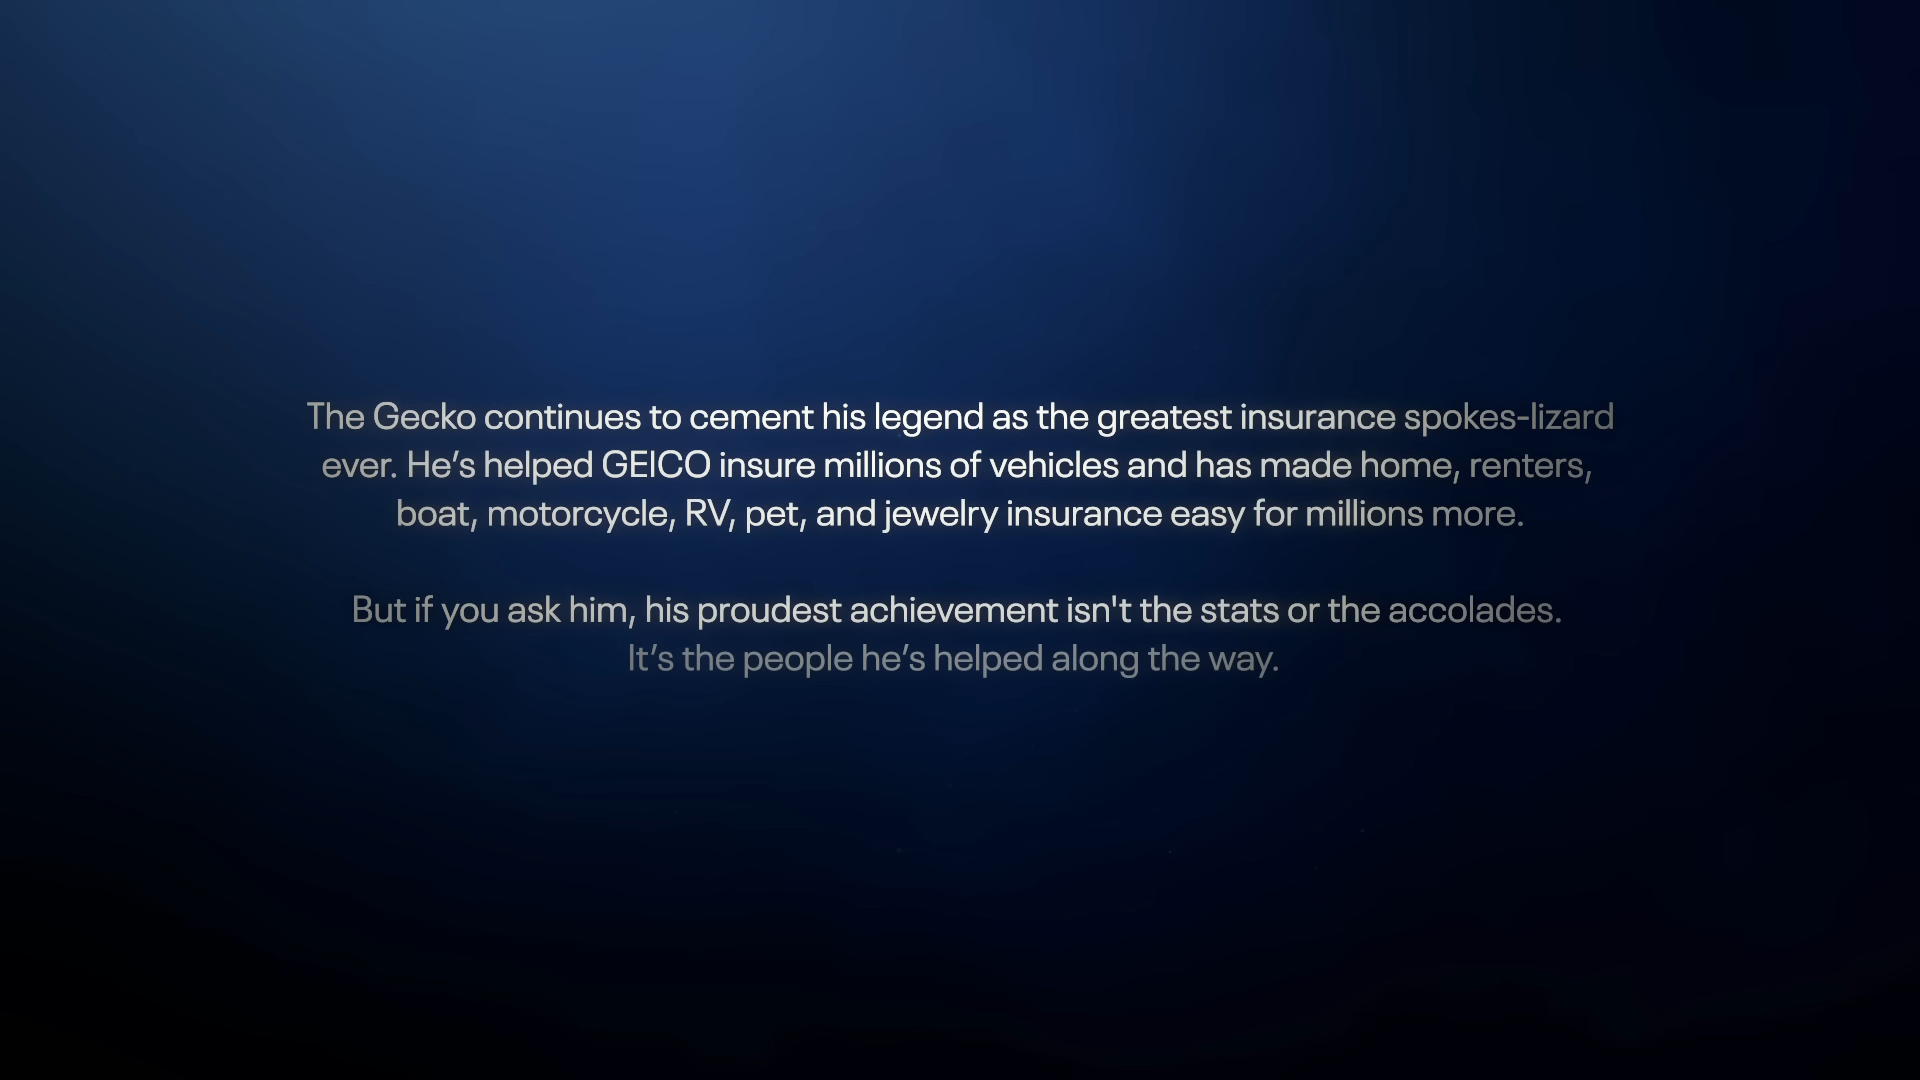 The Gecko continues to cement his legend as the greatest insurance spokes-lizard
ever. He’s helped GEICO insure millions of vehicles and has made home, renters,
boat, motorcycle, RV, pet, and jewelry insurance easy for millions more.
But if you ask him, his proudest achievement isn't the stats or the accolades.
It’s the people he’s helped along the way.